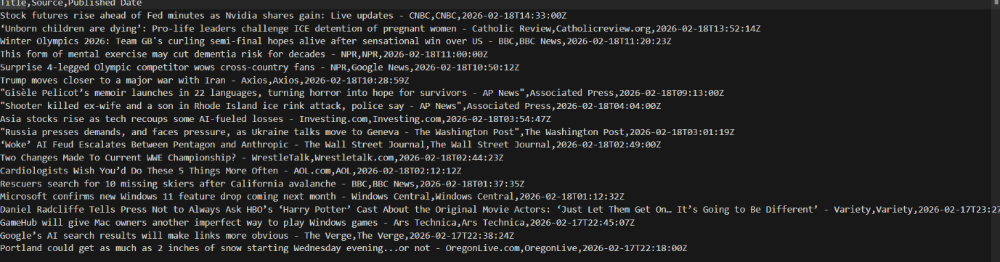 Title,Source,Published Date
Stock futures rise ahead of Fed minutes as Nvidia shares gain: Live updates - CNBC,CNBC,2026-02-18T14:33:00Z
‘Unborn children are dying’: Pro-life leaders challenge ICE detention of pregnant women - Catholic Review,Catholicreview.org,2026-02-18T13:52:14Z
Winter Olympics 2026: Team GB's curling semi-final hopes alive after sensational win over US - BBC,BBC News,2026-02-18T11:20:23Z
This form of mental exercise may cut dementia risk for decades - NPR,NPR,2026-02-18T11:00:00Z
Surprise 4-legged Olympic competitor wows cross-country fans - NPR,Google News,2026-02-18T10:50:12Z
Trump moves closer to a major war with Iran - Axios,Axios,2026-02-18T10:28:59Z
"Gisèle Pelicot’s memoir launches in 22 languages, turning horror into hope for survivors - AP News",Associated Press,2026-02-18T09:13:00Z
"Shooter killed ex-wife and a son in Rhode Island ice rink attack, police say - AP News",Associated Press,2026-02-18T04:04:00Z
Asia stocks rise as tech recoups some AI-fueled losses - Investing.com,Investing.com,2026-02-18T03:54:47Z
"Russia presses demands, and faces pressure, as Ukraine talks move to Geneva - The Washington Post",The Washington Post,2026-02-18T03:01:19Z
‘Woke’ AI Feud Escalates Between Pentagon and Anthropic - The Wall Street Journal,The Wall Street Journal,2026-02-18T02:49:00Z
Two Changes Made To Current WWE Championship? - WrestleTalk,Wrestletalk.com,2026-02-18T02:44:23Z
Cardiologists Wish You’d Do These 5 Things More Often - AOL.com,AOL,2026-02-18T02:12:12Z
Rescuers search for 10 missing skiers after California avalanche - BBC,BBC News,2026-02-18T01:37:35Z
Microsoft confirms new Windows 11 feature drop coming next month - Windows Central,Windows Central,2026-02-18T01:12:32Z
Daniel Radcliffe Tells Press Not to Always Ask HBO’s ‘Harry Potter’ Cast About the Original Movie Actors: ‘Just Let Them Get On… It’s Going to Be Different’ - Variety,Variety,2026-02-17T23:27
GameHub will give Mac owners another imperfect way to play Windows games - Ars Technica,Ars Technica,2026-02-17T22:45:07Z
Google’s AI search results will make links more obvious - The Verge,The Verge,2026-02-17T22:38:24Z
Portland could get as much as 2 inches of snow starting Wednesday evening...or not - OregonLive.com,OregonLive,2026-02-17T22:18:00Z